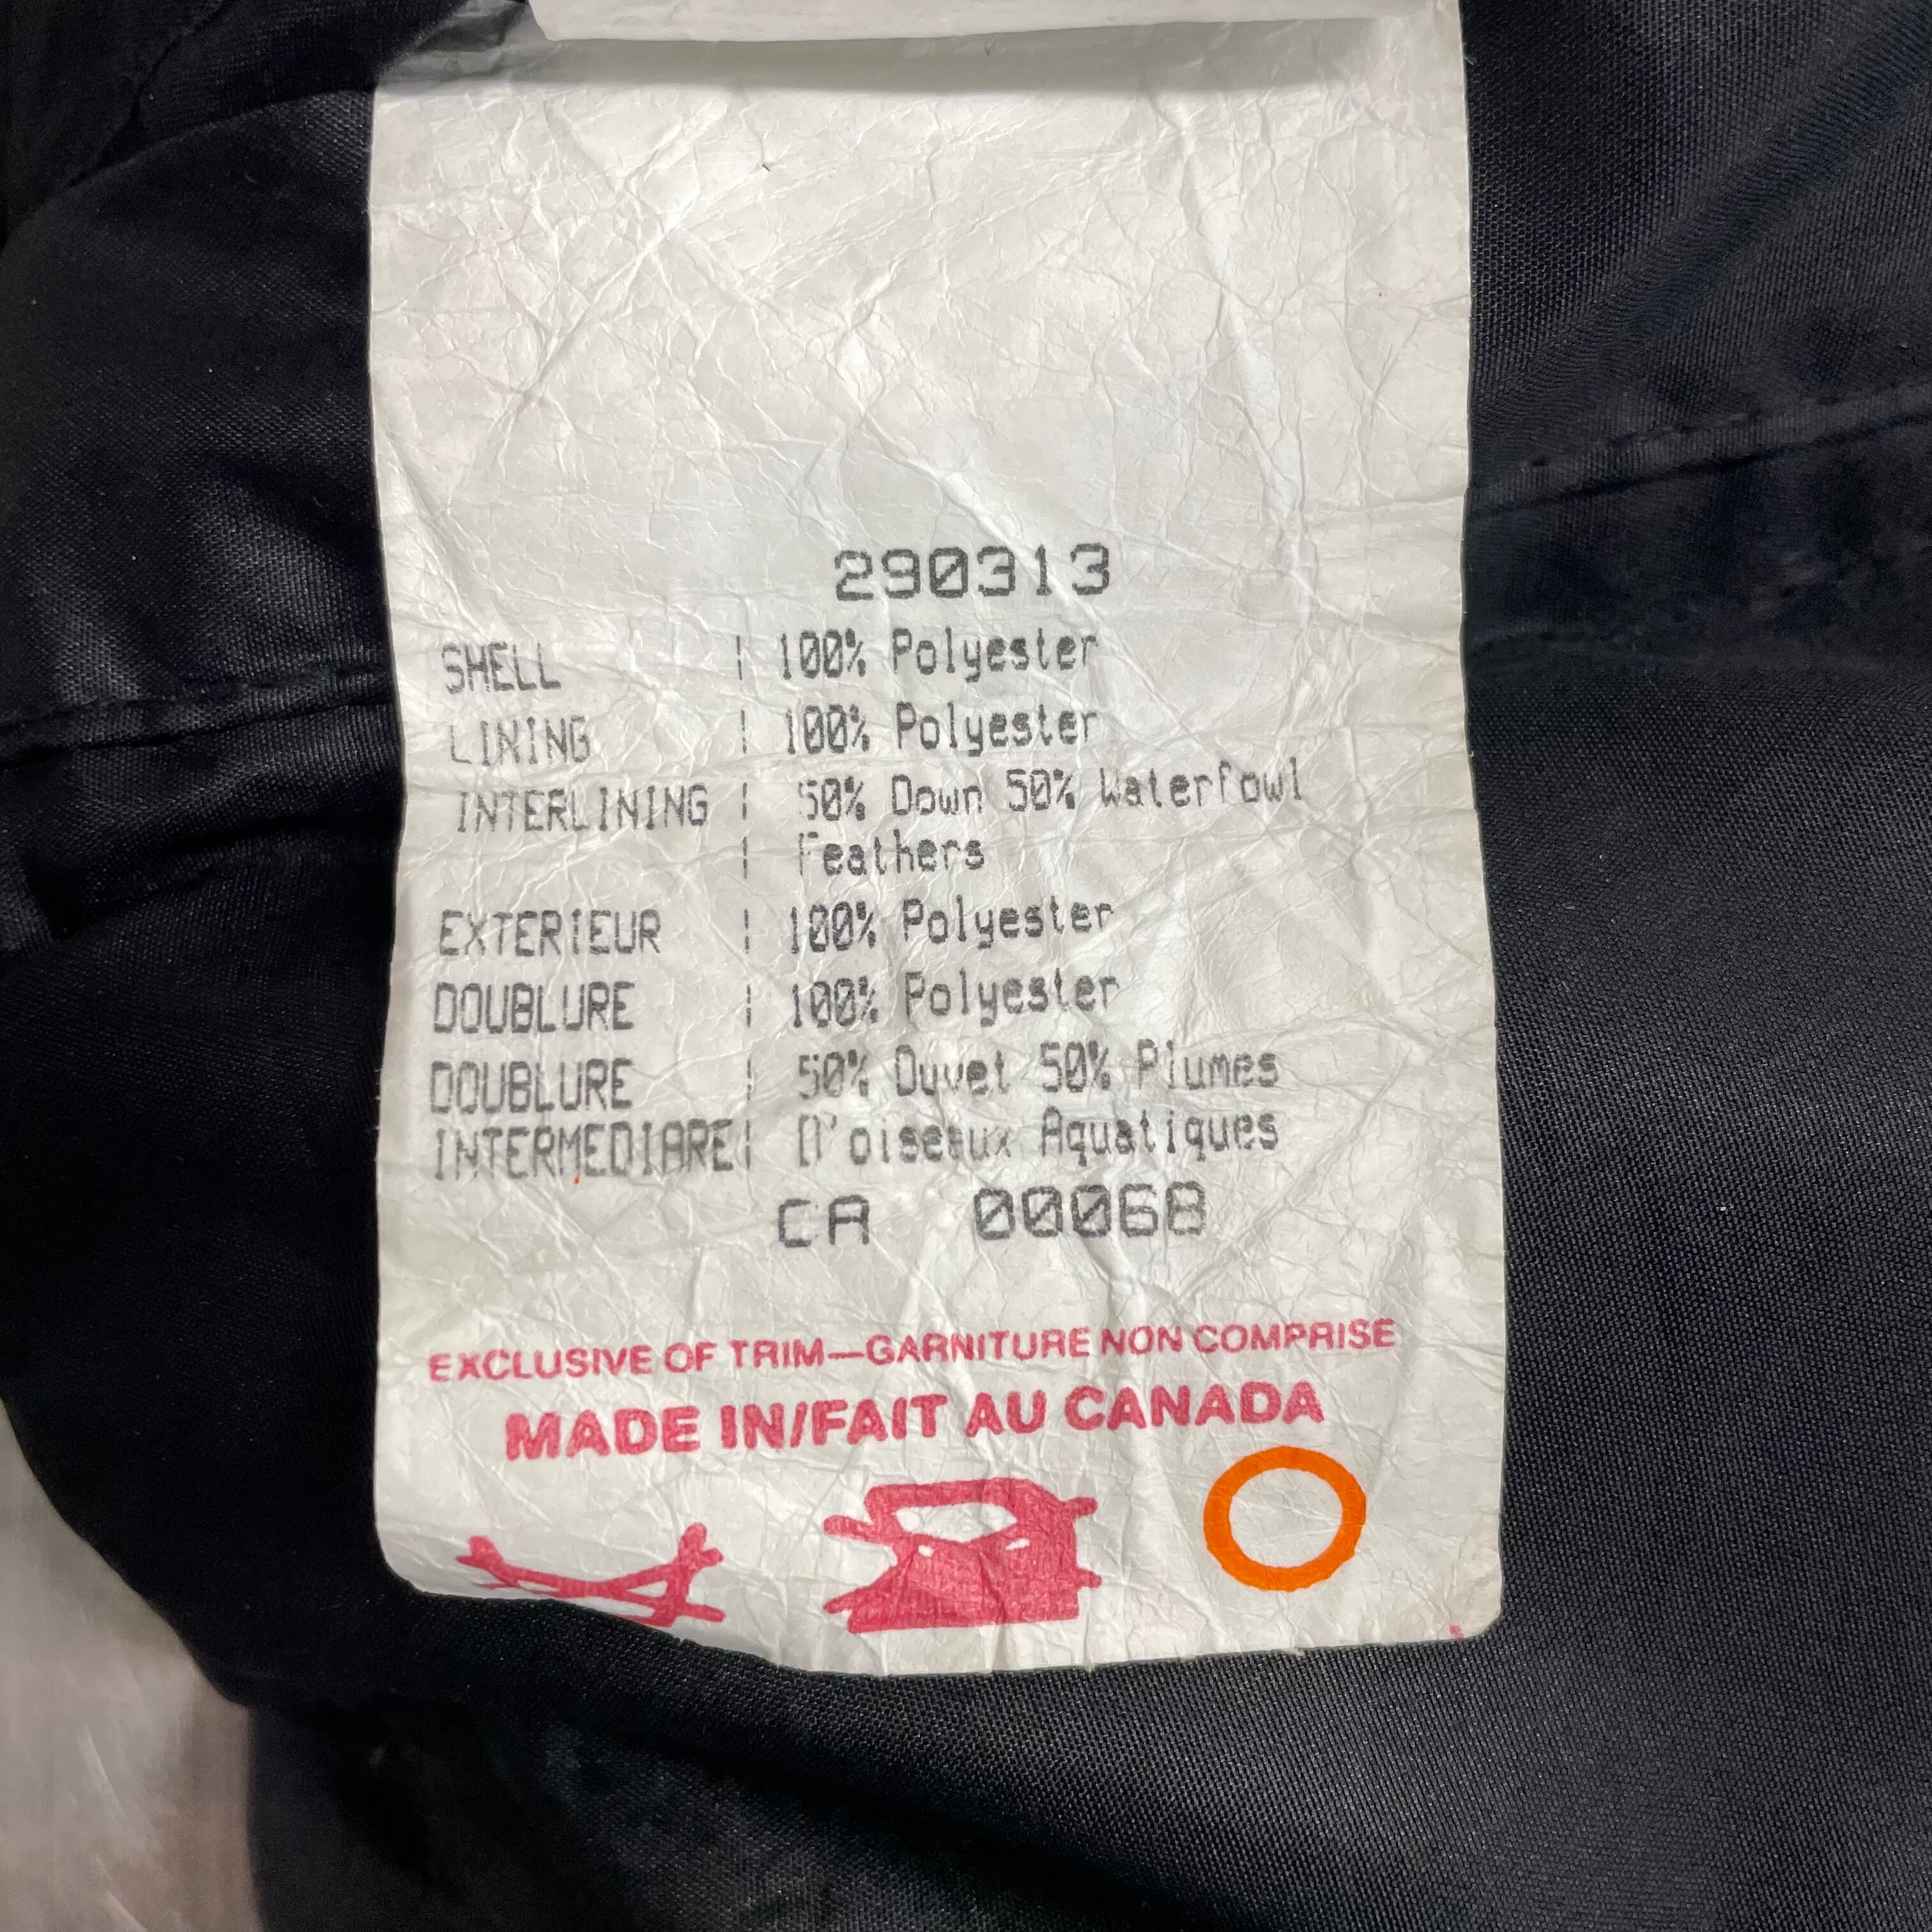 290313
SHELL | 100% Polyester
LINING | 100% Polyester
INTERLINING | 50% Down 50% Waterfowl
| Feathers
EXTERIEUR | 100% Polyester
DOUBLURE | 100% Polyester
DOUBLURE | 50% Duvet 50% Plumes
INTERMEDIARE| D'oiseaux Aquatiques
CA 00068
EXCLUSIVE OF TRIM—GARNITURE NON COMPRISE
MADE IN/FAIT AU CANADA